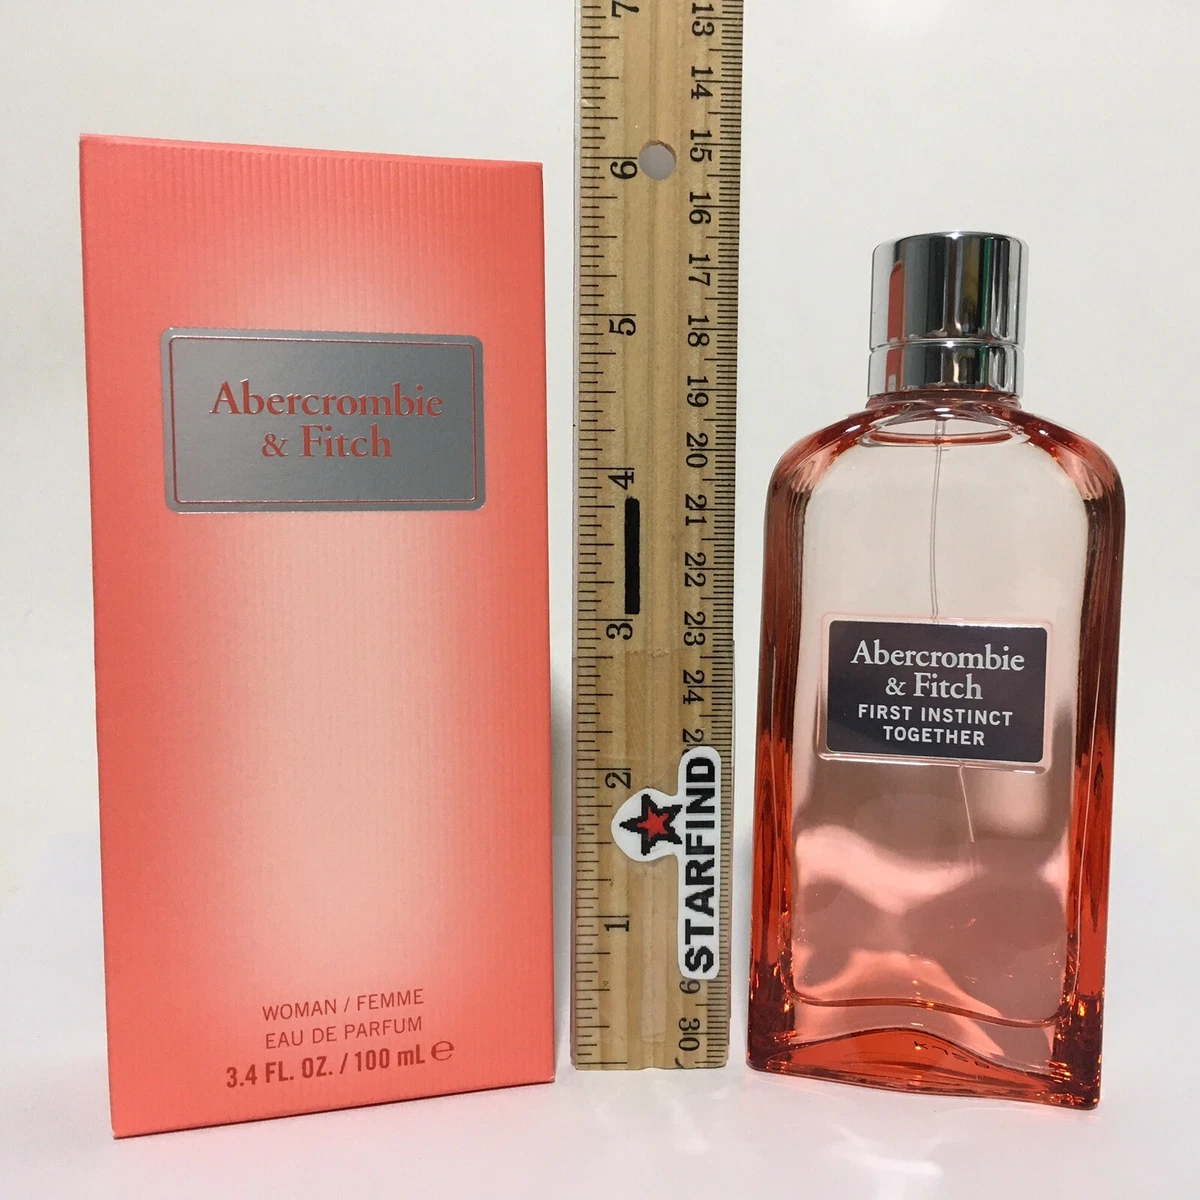 Abercrombie
& Fitch
WOMAN / FEMME
EAU DE PARFUM
3.4 FL. OZ. / 100 mL ℮
7
6
5
4
3
2
1
13
14
15
16
17
18
19
20
21
22
23
24
2
9
30
STARFIND
Abercrombie
& Fitch
FIRST INSTINCT
TOGETHER